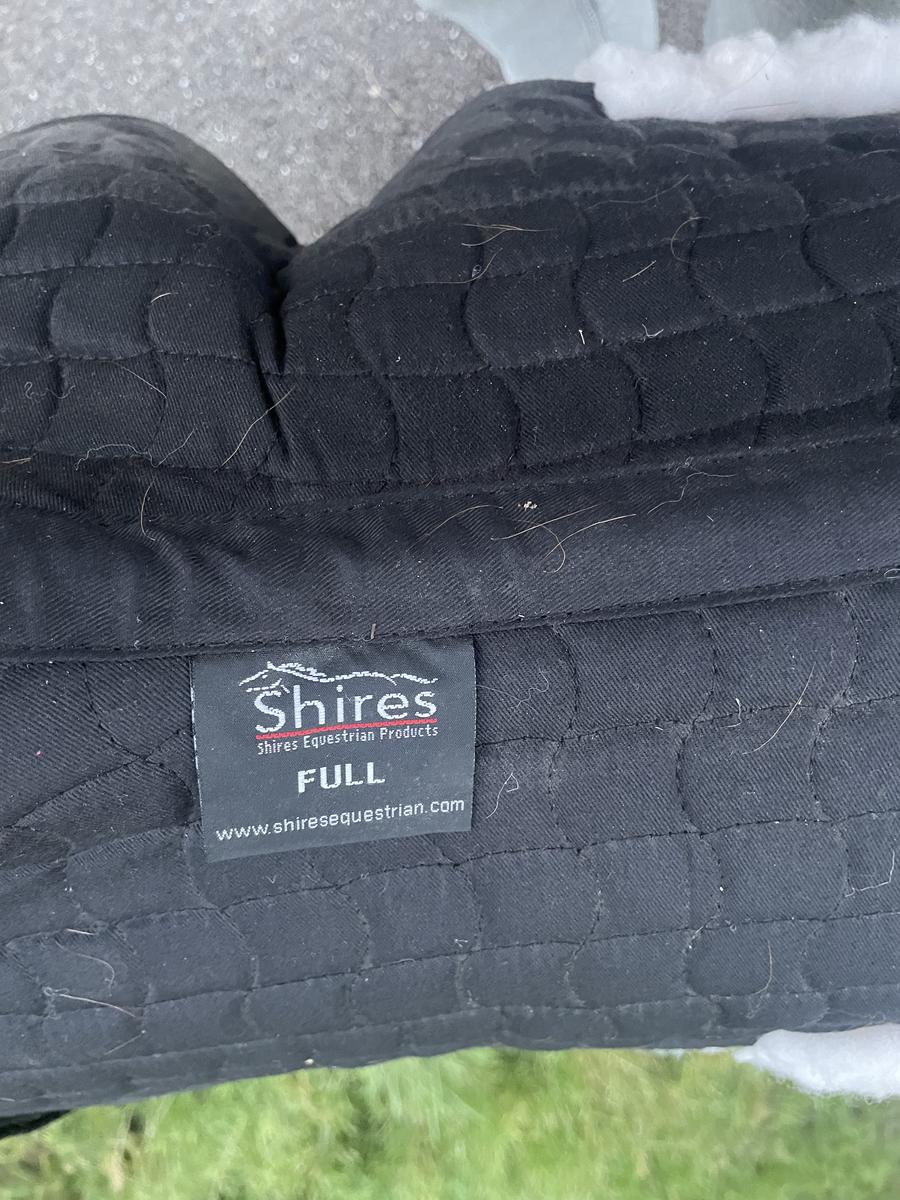 Shires
Shires Equestrian Products
FULL
www.shiresequestrian.com